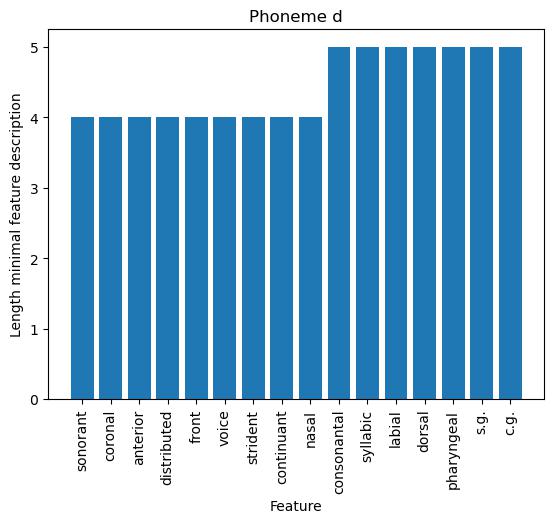 Phoneme d
Length minimal feature description
5
4
3
2
1
0
sonorant
coronal
anterior
distributed
front
voice
strident
continuant
nasal
consonantal
syllabic
labial
dorsal
pharyngeal
s.g.
c.g.
Feature